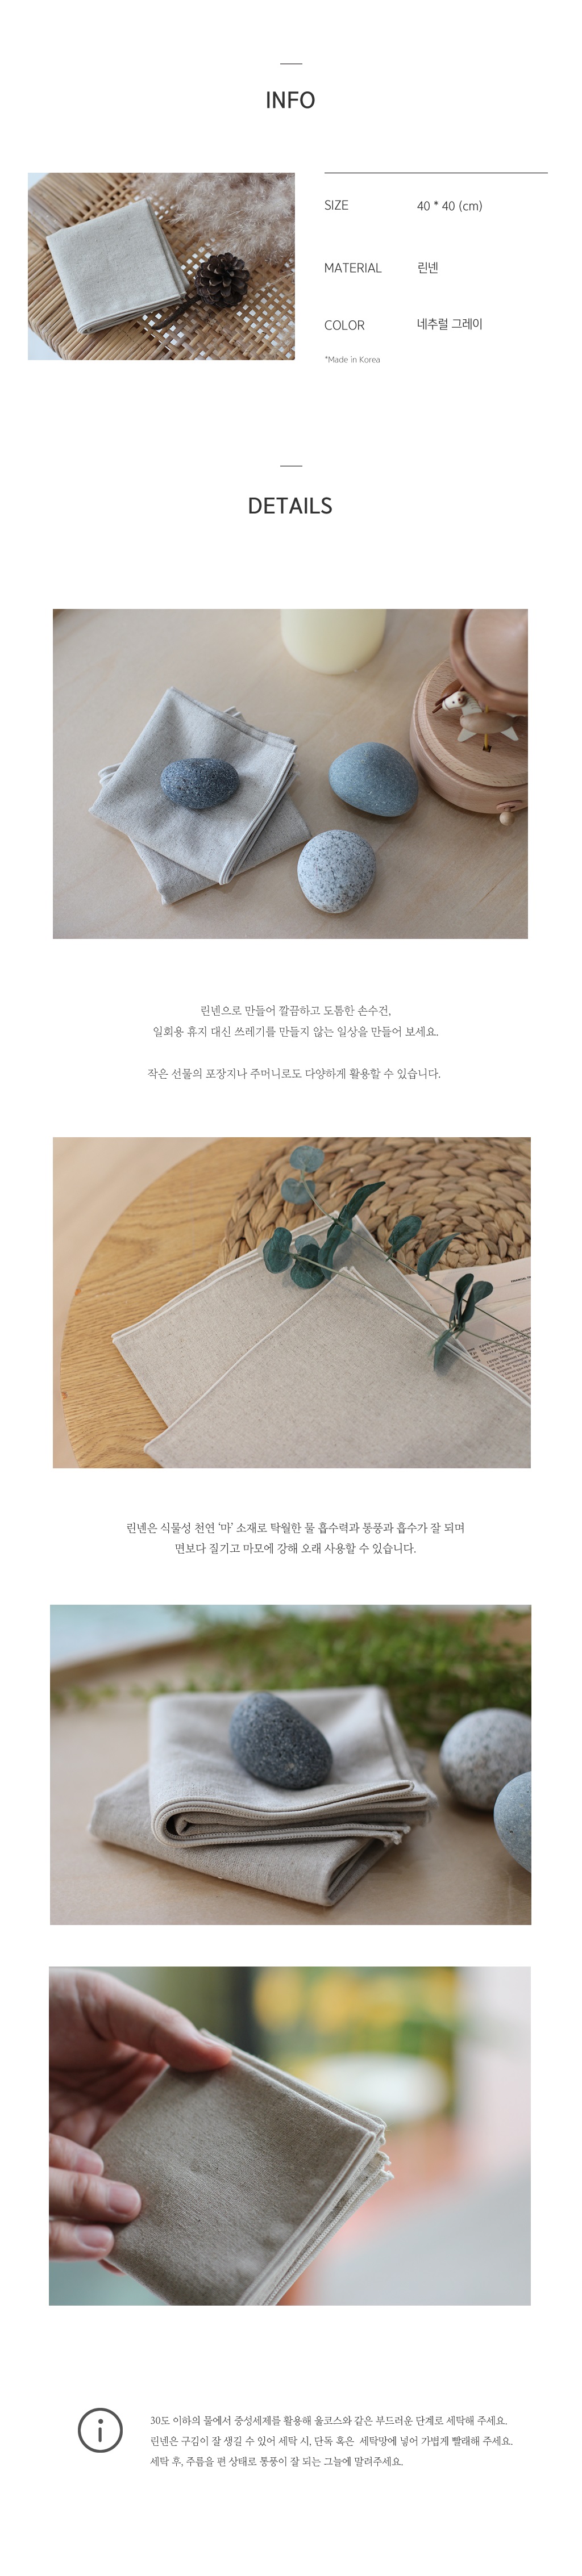 INFO
SIZE 40 * 40 (cm)
MATERIAL 린넨
COLOR 네추럴 그레이
*Made in Korea
DETAILS
린넨으로 만들어 깔끔하고 도톰한 손수건,
일회용 휴지 대신 쓰레기를 만들지 않는 일상을 만들어 보세요.
작은 선물의 포장지나 주머니로도 다양하게 활용할 수 있습니다.
린넨은 식물성 천연 ‘마’ 소재로 탁월한 물 흡수력과 통풍과 흡수가 잘 되며
면보다 질기고 마모에 강해 오래 사용할 수 있습니다.
30도 이하의 물에서 중성세제를 활용해 울코스와 같은 부드러운 단계로 세탁해 주세요.
린넨은 구김이 잘 생길 수 있어 세탁 시, 단독 혹은 세탁망에 넣어 가볍게 빨래해 주세요.
세탁 후, 주름을 편 상태로 통풍이 잘 되는 그늘에 말려주세요.